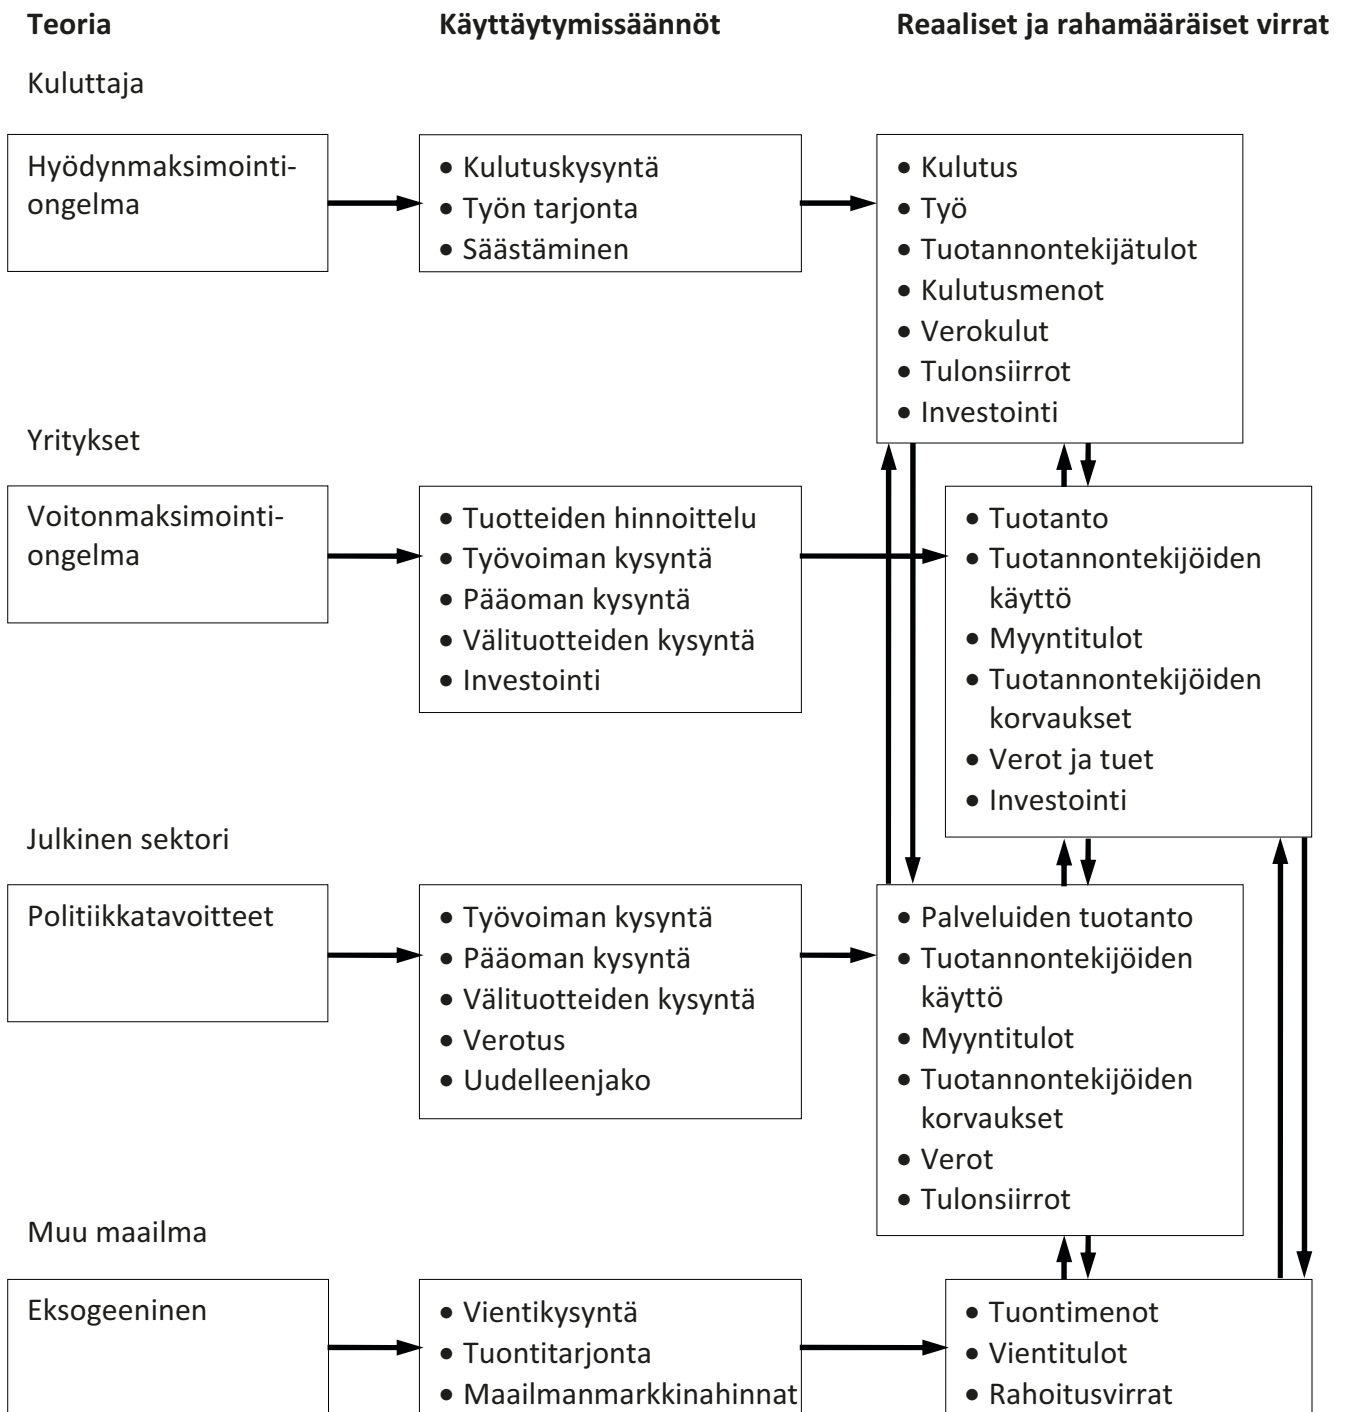 Teoria
Käyttäytymissäännöt
Reaaliset ja rahamääräiset virrat
Kuluttaja
Hyödynmaksimointi-
ongelma
• Kulutuskysyntä
• Työn tarjonta
• Säästäminen
• Kulutus
• Työ
• Tuotannontekijätulot
• Kulutusmenot
• Verokulut
• Tulonsiirrot
• Investointi
Yritykset
Voitonmaksimointi-
ongelma
• Tuotteiden hinnoittelu
• Työvoiman kysyntä
• Pääoman kysyntä
• Välituotteiden kysyntä
• Investointi
• Tuotanto
• Tuotannontekijöiden
käyttö
• Myyntitulot
• Tuotannontekijöiden
korvaukset
• Verot ja tuet
• Investointi
Julkinen sektori
Politiikkatavoitteet
• Työvoiman kysyntä
• Pääoman kysyntä
• Välituotteiden kysyntä
• Verotus
• Uudelleenjako
• Palveluiden tuotanto
• Tuotannontekijöiden
käyttö
• Myyntitulot
• Tuotannontekijöiden
korvaukset
• Verot
• Tulonsiirrot
Muu maailma
Eksogeeninen
• Vientikysyntä
• Tuontitarjonta
• Maailmanmarkkinahinnat
• Tuontimenot
• Vientitulot
• Rahoitusvirrat